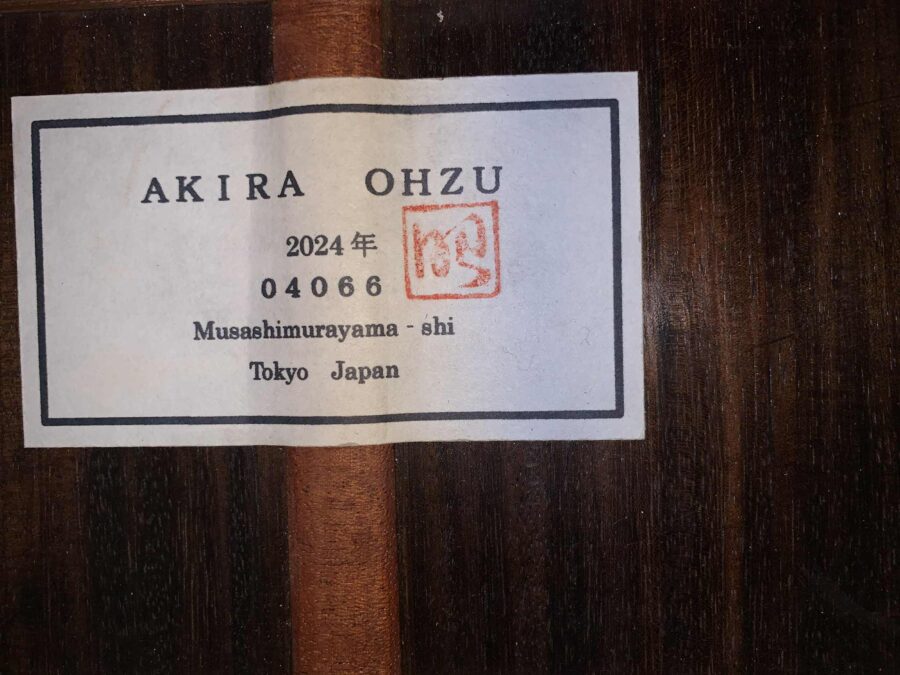 AKIRA OHZU
2024年
04066
Musashimurayama - shi
Tokyo Japan